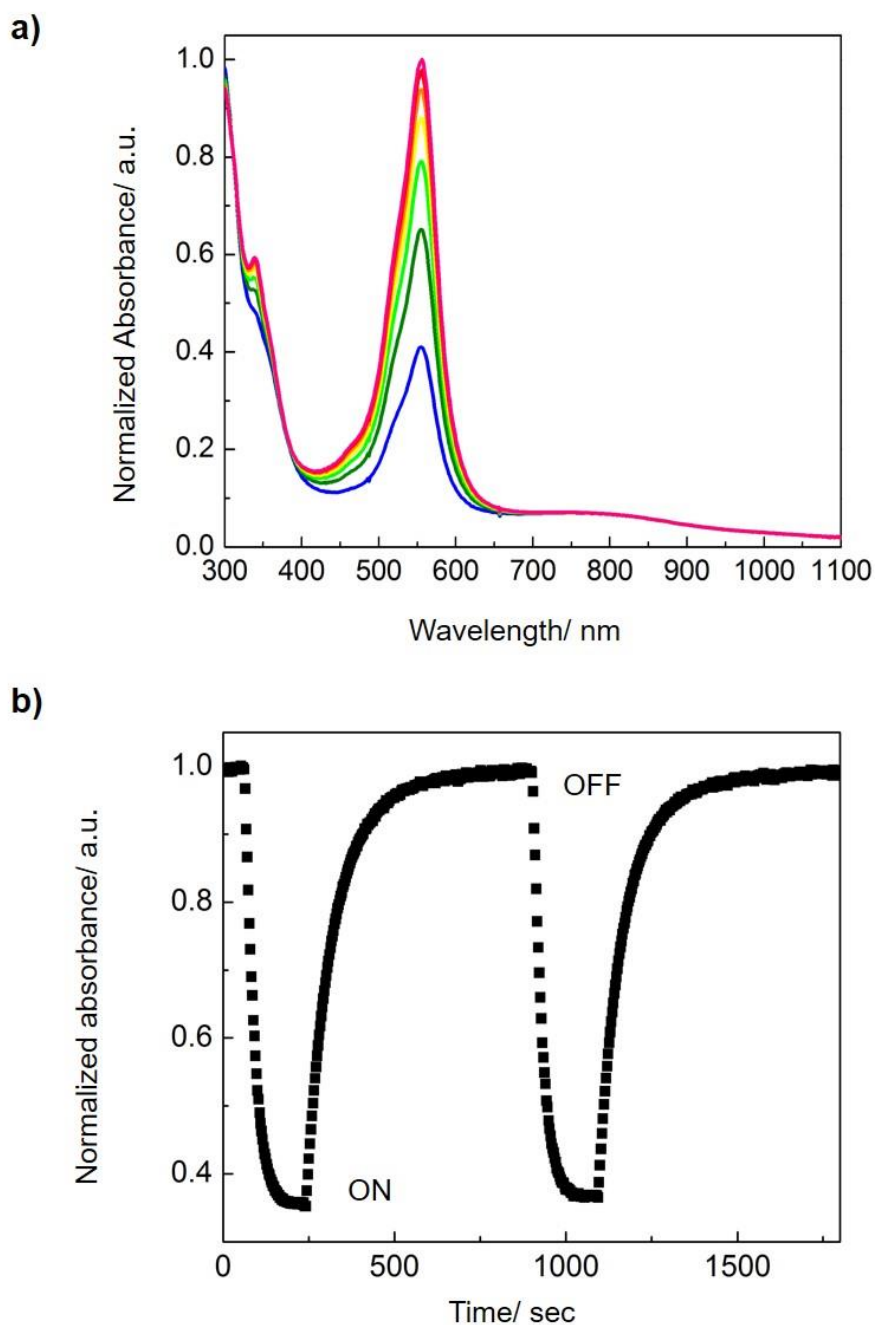 a)
1.0
0.8
0.6
0.4
0.2
0.0
Normalized Absorbance/ a.u.
300 400 500 600 700 800 900 1000 1100
Wavelength/ nm
b)
1.0
0.8
0.6
0.4
Normalized absorbance/ a.u.
OFF
ON
0 500 1000 1500
Time/ sec